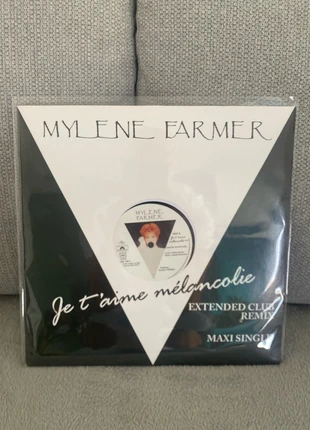 MYLENE FARMER
MYLENE
FARMER
Je t'aime mélancolie
EXTENDED CLUB
REMIX
MAXI SINGLE